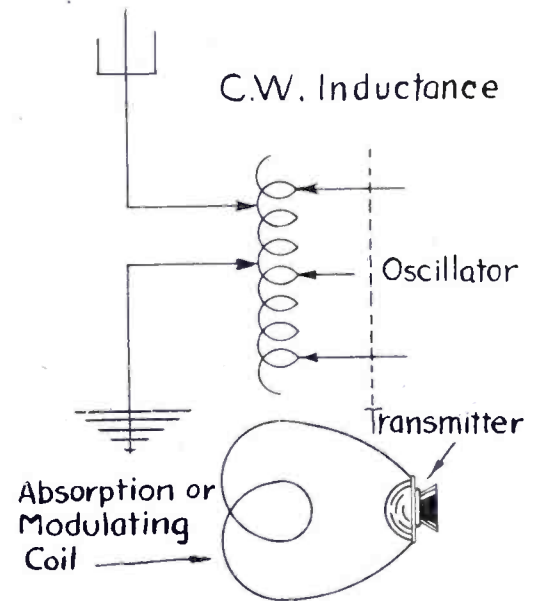 C.W. Inductance
Oscillator
Transmitter
Absorption or
Modulating
Coil